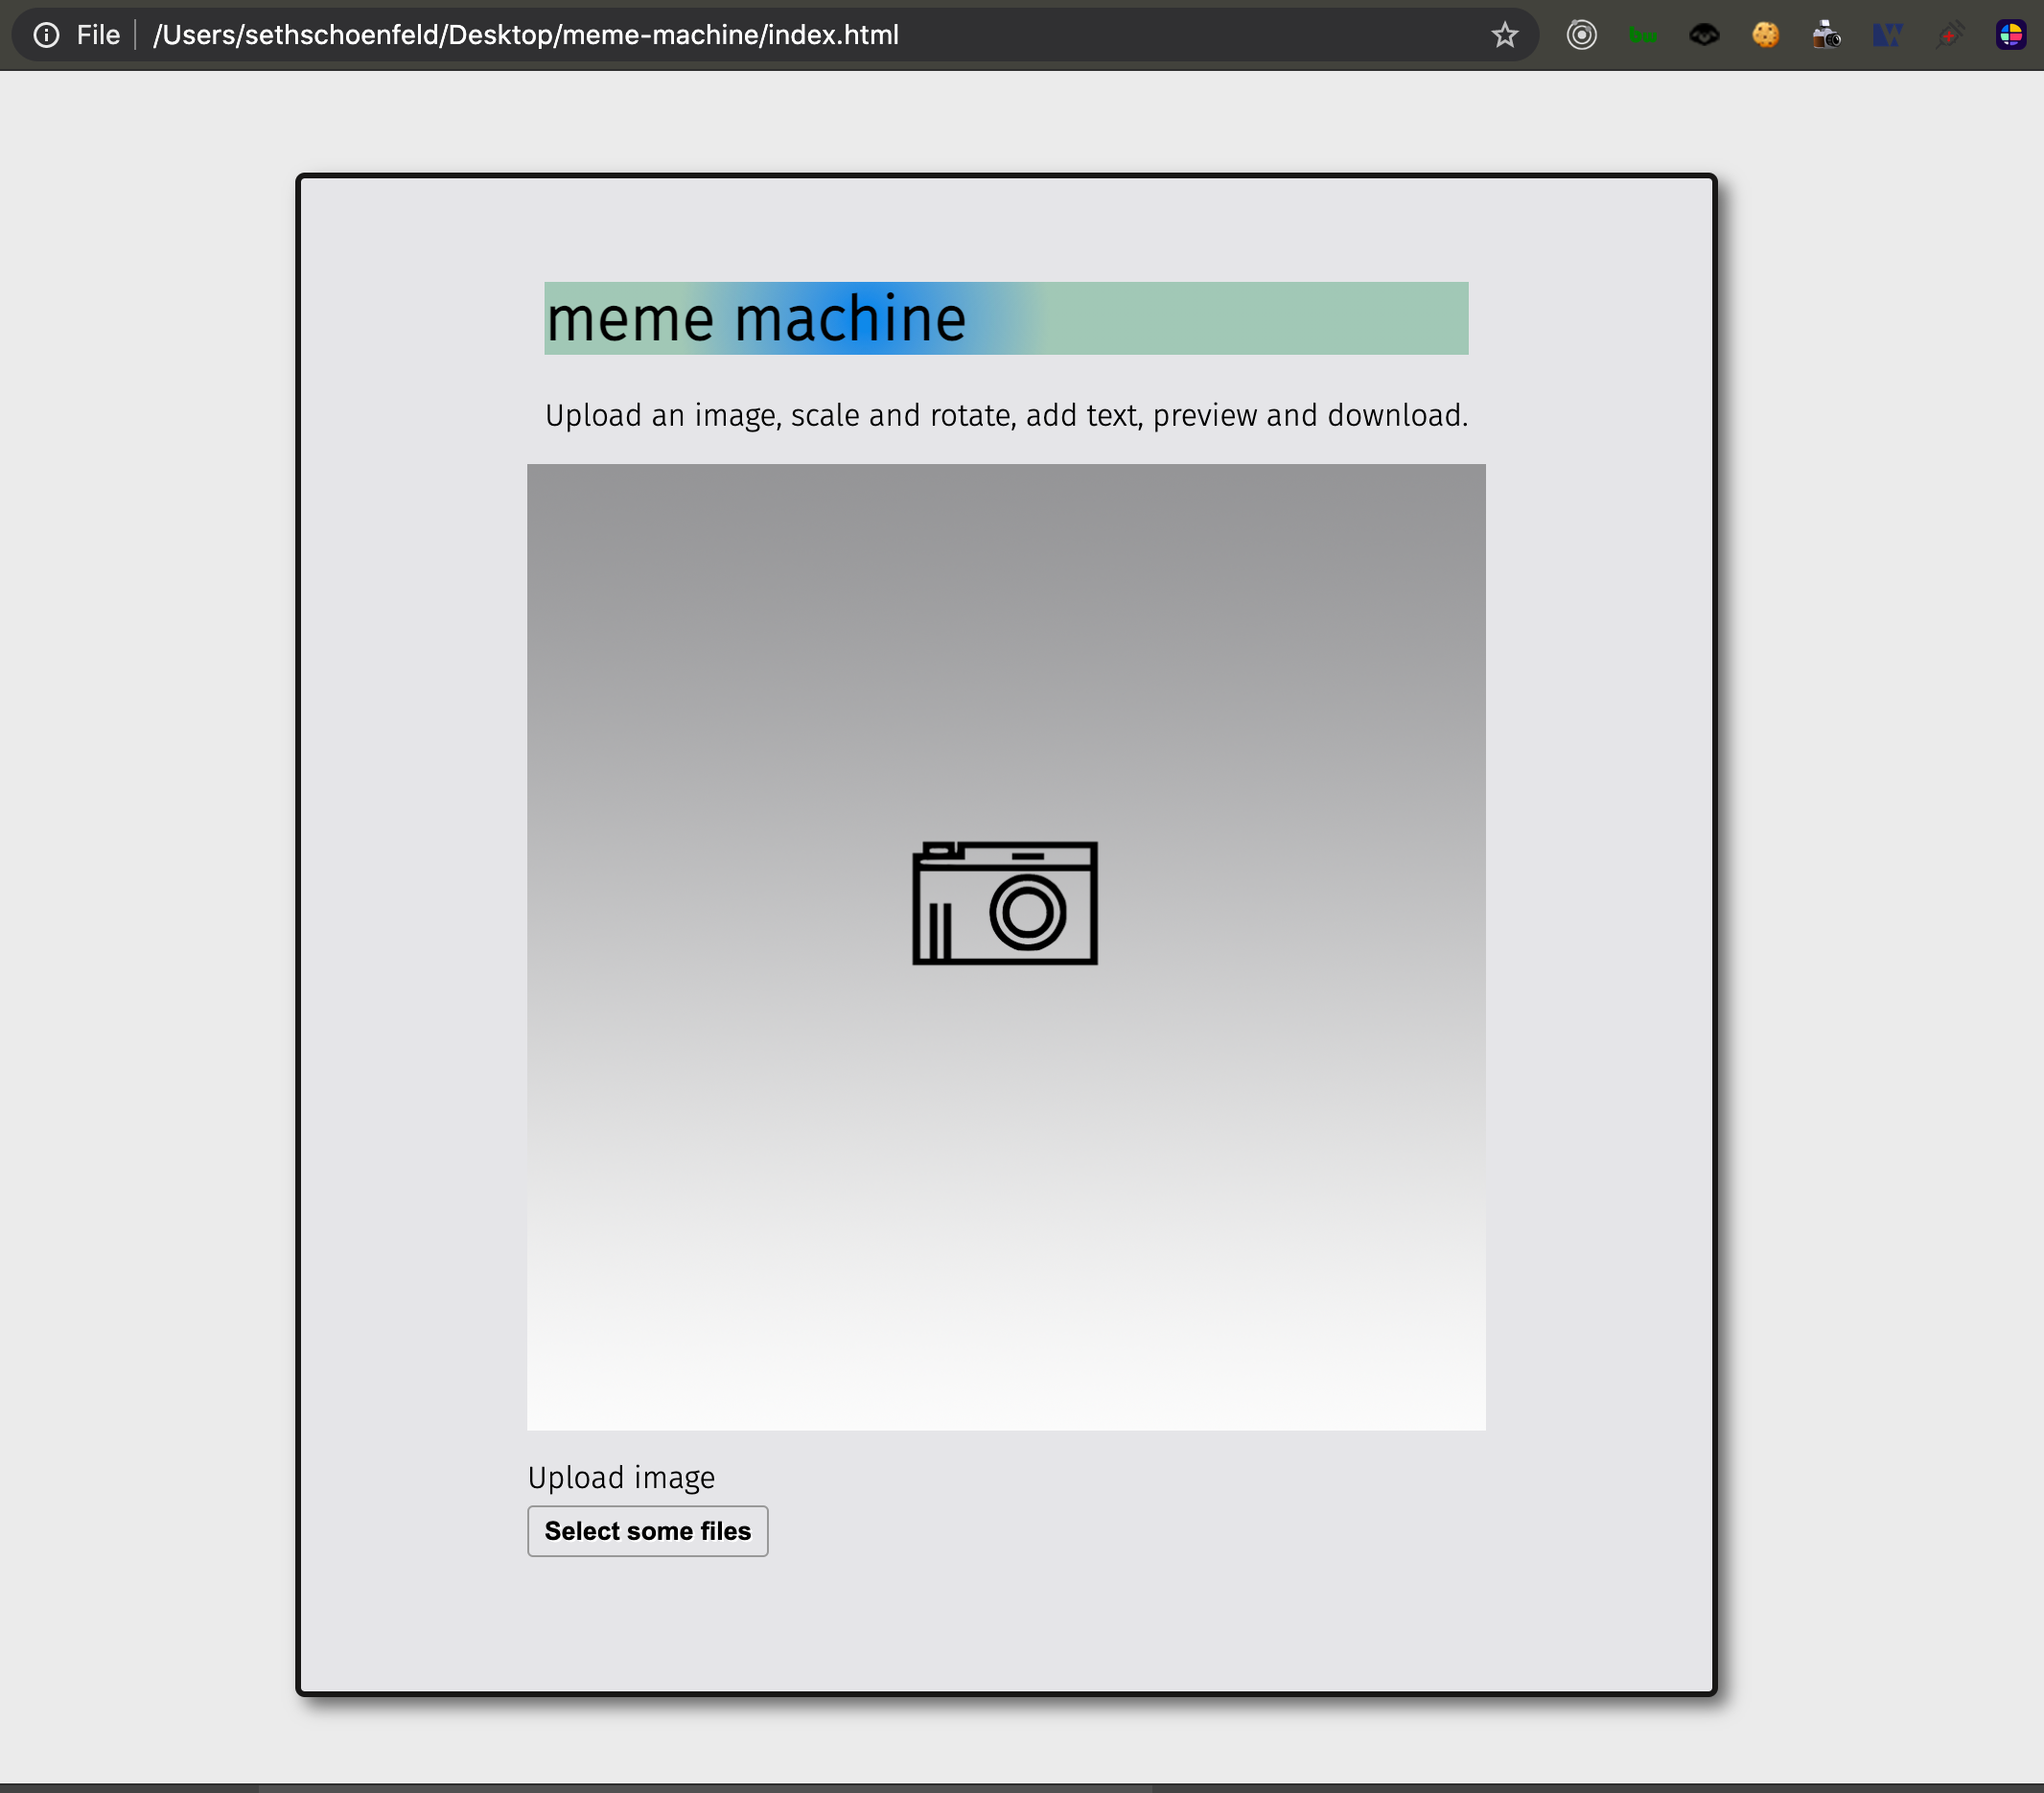 File /Users/sethschoenfeld/Desktop/meme-machine/index.html bw
meme machine
Upload an image, scale and rotate, add text, preview and download.
Upload image
Select some files